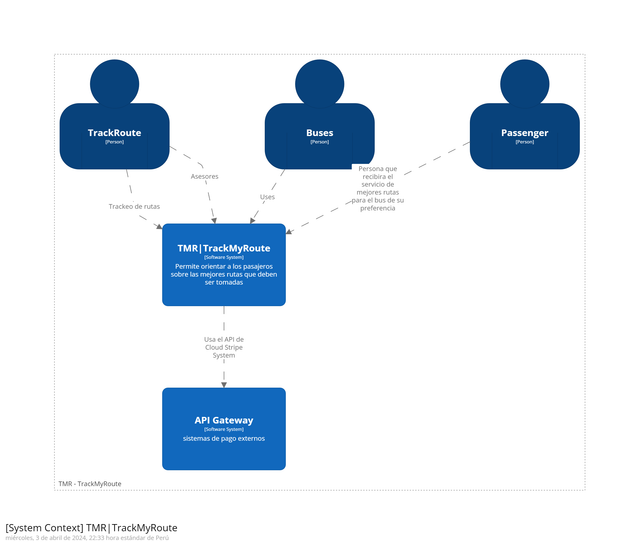 TrackRoute
[Person]
Buses
[Person]
Passenger
[Person]
Asesores
Trackeo de rutas
Uses
Persona que
recibira el
servicio de
mejores rutas
para el bus de su
preferencia
TMR|TrackMyRoute
[Software System]
Permite orientar a los pasajeros
sobre las mejores rutas que deben
ser tomadas
Usa el API de
Cloud Stripe
System
API Gateway
[Software System]
sistemas de pago externos
TMR - TrackMyRoute
[System Context] TMR|TrackMyRoute
miércoles, 3 de abril de 2024, 22:33 hora estándar de Perú